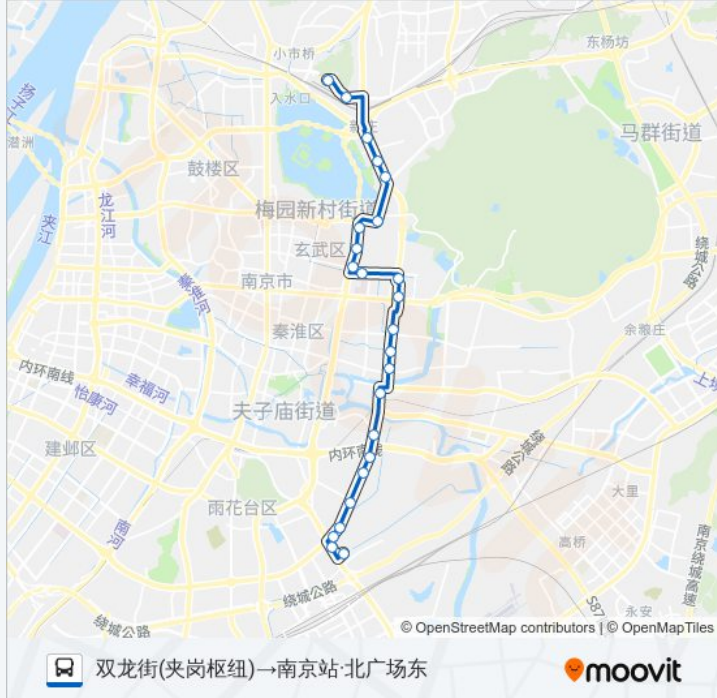 小市桥
东杨坊
扬子江
入水口
马群街道
潜洲
鼓楼区
龙江河
梅园新村街道
夹江
玄武区
绕城公路
南京市
秦淮河
秦淮区
余粮庄
内环南线
怡康河
幸福河
夫子庙街道
建邺区
内环南线
绕城公路
大里
雨花台区
南河
高桥
南京绕城高速
绕城公路
S87
永安
绕城公路
© OpenStreetMap contributors | © OpenMapTiles
双龙街(夹岗枢纽)→南京站·北广场东
moovit